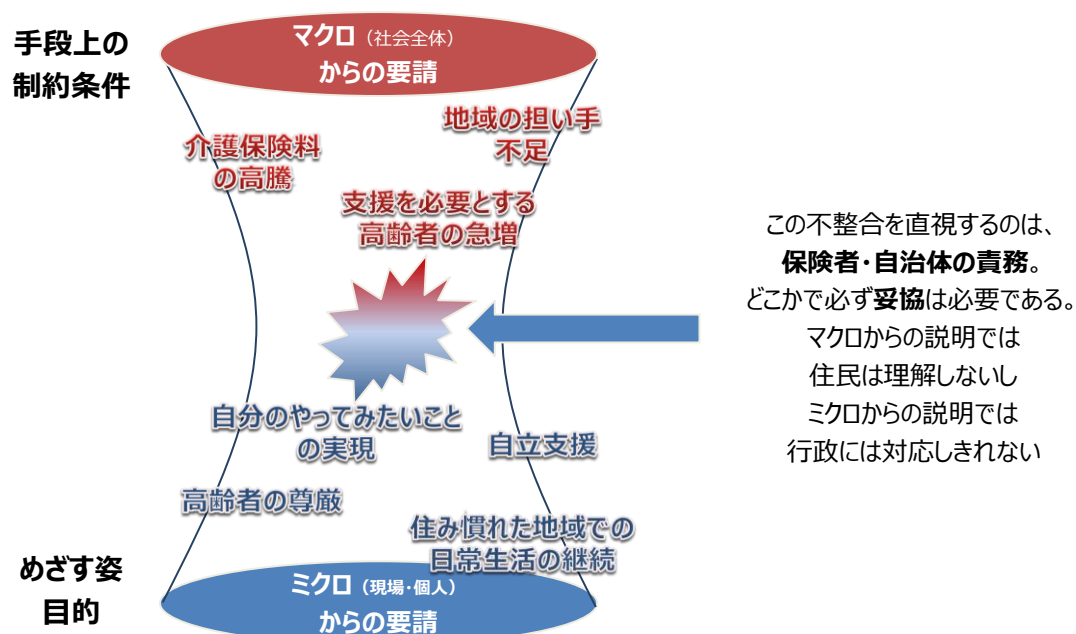 手段上の
制約条件
マクロ（社会全体）
からの要請
地域の担い手
不足
介護保険料
の高騰
支援を必要とする
高齢者の急増
この不整合を直視するのは、
保険者・自治体の責務。
どこかで必ず妥協は必要である。
マクロからの説明では
住民は理解しないし
ミクロからの説明では
行政には対応しきれない
自分のやってみたいこと
の実現
自立支援
高齢者の尊厳
住み慣れた地域での
日常生活の継続
めざす姿
目的
ミクロ（現場・個人）
からの要請